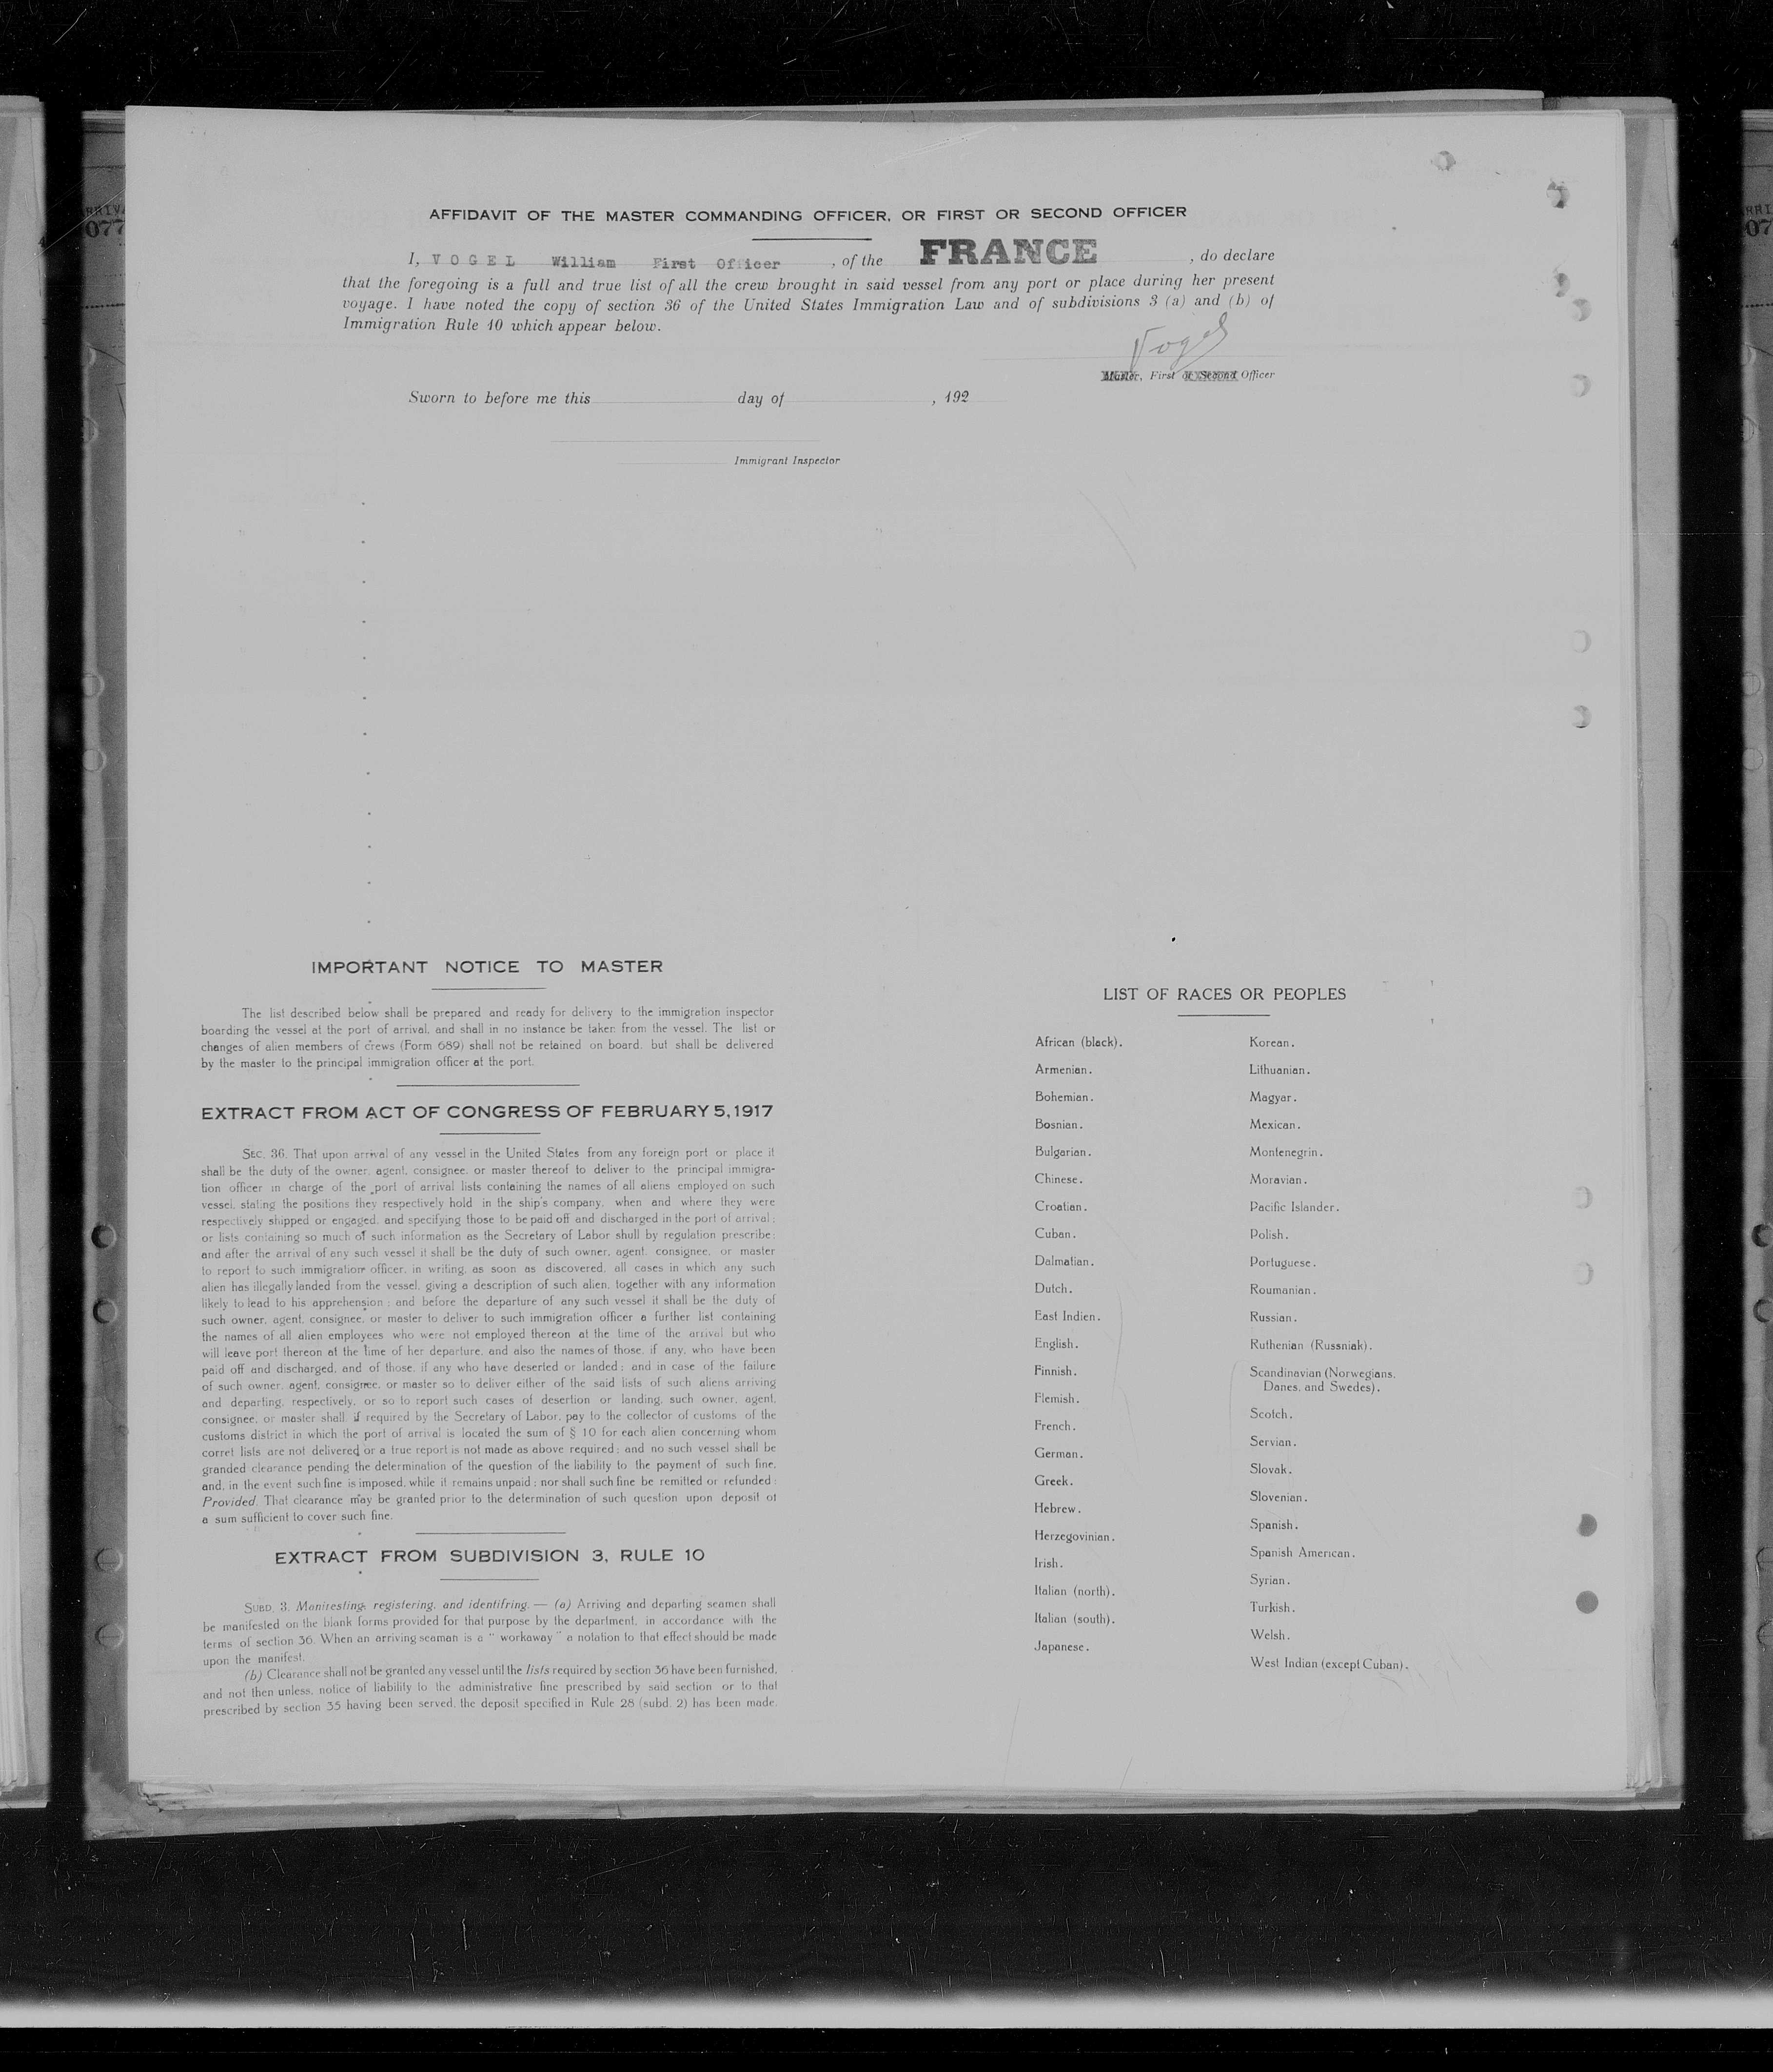 AFFIDAVIT OF THE MASTER COMMANDING OFFICER, OR FIRST OR SECOND OFFICER
I, VOGEL William First Officer , of the FRANCE , do declare
that the foregoing is a full and true list of all the crew brought in said vessel from any port or place during her present
voyage. I have noted the copy of section 36 of the United States Immigration Law and of subdivisions 3 (a) and (b) of
Immigration Rule 10 which appear below.
Vogel
Master, First or Second Officer
Sworn to before me this day of , 192
Immigrant Inspector
IMPORTANT NOTICE TO MASTER
The list described below shall be prepared and ready for delivery to the immigration inspector
boarding the vessel at the port of arrival, and shall in no instance be taken from the vessel. The list or
changes of alien members of crews (Form 689) shall not be retained on board, but shall be delivered
by the master to the principal immigration officer at the port.
EXTRACT FROM ACT OF CONGRESS OF FEBRUARY 5, 1917
SEC. 36. That upon arrival of any vessel in the United States from any foreign port or place it
shall be the duty of the owner, agent, consignee, or master thereof to deliver to the principal immigra-
tion officer in charge of the port of arrival lists containing the names of all aliens employed on such
vessel, stating the positions they respectively hold in the ship's company, when and where they were
respectively shipped or engaged, and specifying those to be paid off and discharged in the port of arrival;
or lists containing so much of such information as the Secretary of Labor shull by regulation prescribe;
and after the arrival of any such vessel it shall be the duty of such owner, agent, consignee, or master
to report to such immigration officer, in writing, as soon as discovered, all cases in which any such
alien has illegally landed from the vessel, giving a description of such alien, together with any information
likely to lead to his apprehension; and before the departure of any such vessel it shall be the duty of
such owner, agent, consignee, or master to deliver to such immigration officer a further list containing
the names of all alien employees who were not employed thereon at the time of the arrival but who
will leave port thereon at the time of her departure, and also the names of those, if any, who have been
paid off and discharged, and of those, if any who have deserted or landed; and in case of the failure
of such owner, agent, consignee, or master so to deliver either of the said lists of such aliens arriving
and departing, respectively, or so to report such cases of desertion or landing, such owner, agent,
consignee, or master shall, if required by the Secretary of Labor, pay to the collector of customs of the
customs district in which the port of arrival is located the sum of § 10 for each alien concerning whom
corret lists are not delivered or a true report is not made as above required; and no such vessel shall be
granded clearance pending the determination of the question of the liability to the payment of such fine,
and, in the event such fine is imposed, while it remains unpaid; nor shall such fine be remitted or refunded:
Provided, That clearance may be granted prior to the determination of such question upon deposit of
a sum sufficient to cover such fine.
EXTRACT FROM SUBDIVISION 3, RULE 10
SUBD. 3. Manitesting, registering, and identifring. — (a) Arriving and departing seamen shall
be manifested on the blank forms provided for that purpose by the department, in accordance with the
terms of section 36. When an arriving seaman is a "workaway" a notation to that effect should be made
upon the manifest.
(b) Clearance shall not be granted any vessel until the lists required by section 36 have been furnished,
and not then unless, notice of liability to the administrative fine prescribed by said section or to that
prescribed by section 35 having been served, the deposit specified in Rule 28 (subd. 2) has been made.
LIST OF RACES OR PEOPLES
African (black).
Armenian.
Bohemian.
Bosnian.
Bulgarian.
Chinese.
Croatian.
Cuban.
Dalmatian.
Dutch.
East Indien.
English.
Finnish.
Flemish.
French.
German.
Greek.
Hebrew.
Herzegovinian.
Irish.
Italian (north).
Italian (south).
Japanese.
Korean.
Lithuanian.
Magyar.
Mexican.
Montenegrin.
Moravian.
Pacific Islander.
Polish.
Portuguese.
Roumanian.
Russian.
Ruthenian (Russniak).
Scandinavian (Norwegians,
Danes, and Swedes).
Scotch.
Servian.
Slovak.
Slovenian.
Spanish.
Spanish American.
Syrian.
Turkish.
Welsh.
West Indian (except Cuban).